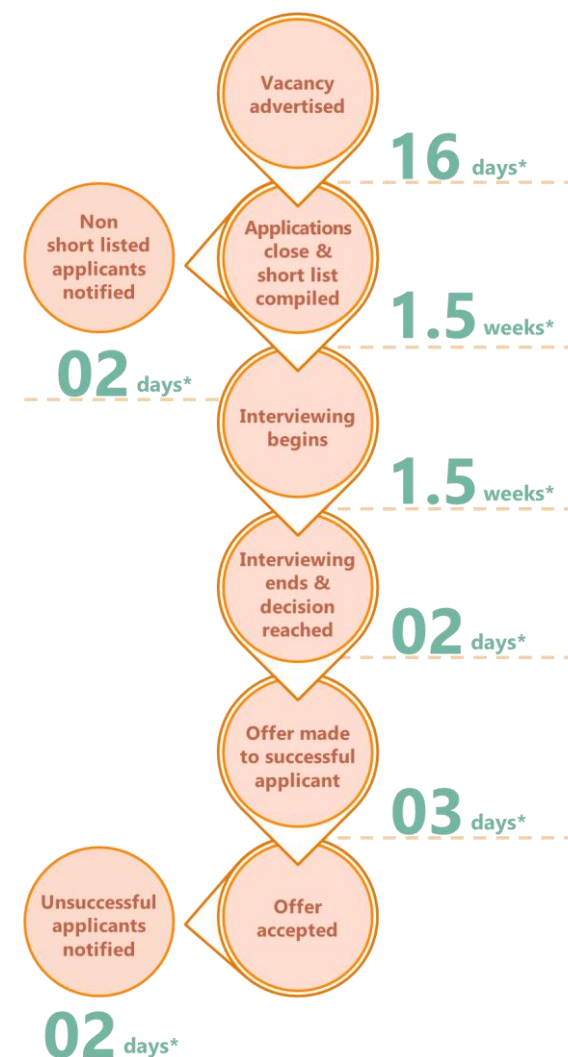 Vacancy
advertised
16 days*
Non
short listed
applicants
notified
02 days*
Applications
close &
short list
compiled
1.5 weeks*
Interviewing
begins
1.5 weeks*
Interviewing
ends &
decision
reached
02 days*
Offer made
to successful
applicant
03 days*
Unsuccessful
applicants
notified
02 days*
Offer
accepted